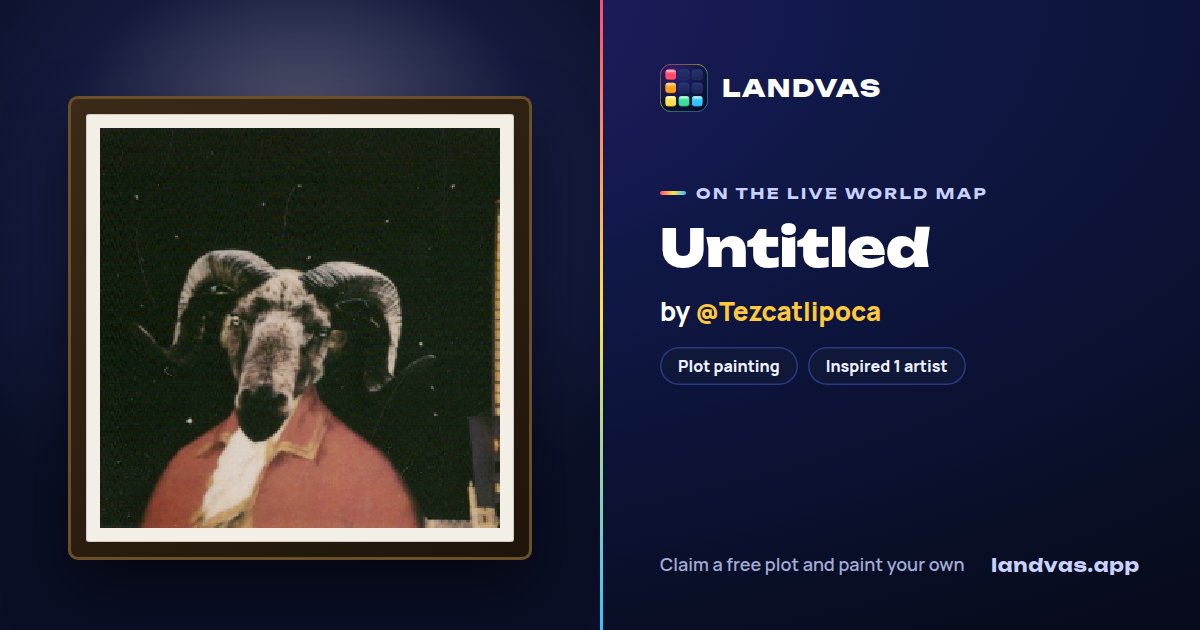 LANDVAS
ON THE LIVE WORLD MAP
Untitled
by @Tezcatlipoca
Plot painting Inspired 1 artist
Claim a free plot and paint your own landvas.app